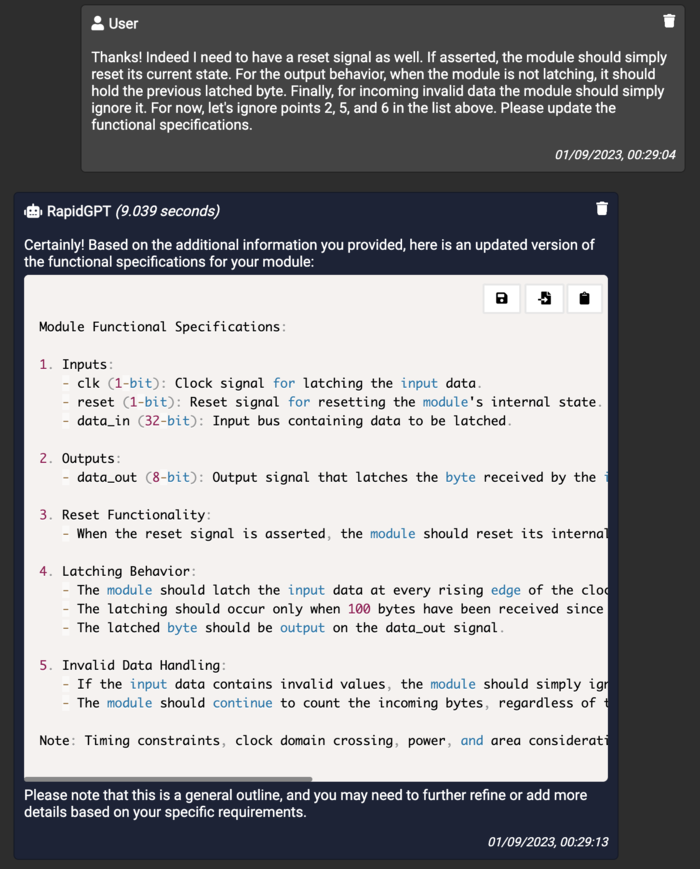 User
Thanks! Indeed I need to have a reset signal as well. If asserted, the module should simply
reset its current state. For the output behavior, when the module is not latching, it should
hold the previous latched byte. Finally, for incoming invalid data the module should simply
ignore it. For now, let's ignore points 2, 5, and 6 in the list above. Please update the
functional specifications.
01/09/2023, 00:29:04
RapidGPT (9.039 seconds)
Certainly! Based on the additional information you provided, here is an updated version of
the functional specifications for your module:
Module Functional Specifications:
1. Inputs:
- clk (1-bit): Clock signal for latching the input data.
- reset (1-bit): Reset signal for resetting the module's internal state.
- data_in (32-bit): Input bus containing data to be latched.
2. Outputs:
- data_out (8-bit): Output signal that latches the byte received by the
3. Reset Functionality:
- When the reset signal is asserted, the module should reset its internal
4. Latching Behavior:
- The module should latch the input data at every rising edge of the
- The latching should occur only when 100 bytes have been received since
- The latched byte should be output on the data_out signal.
5. Invalid Data Handling:
- If the input data contains invalid values, the module should simply
- The module should continue to count the incoming bytes, regardless of
Note: Timing constraints, clock domain crossing, power, and area
Please note that this is a general outline, and you may need to further refine or add more
details based on your specific requirements.
01/09/2023, 00:29:13